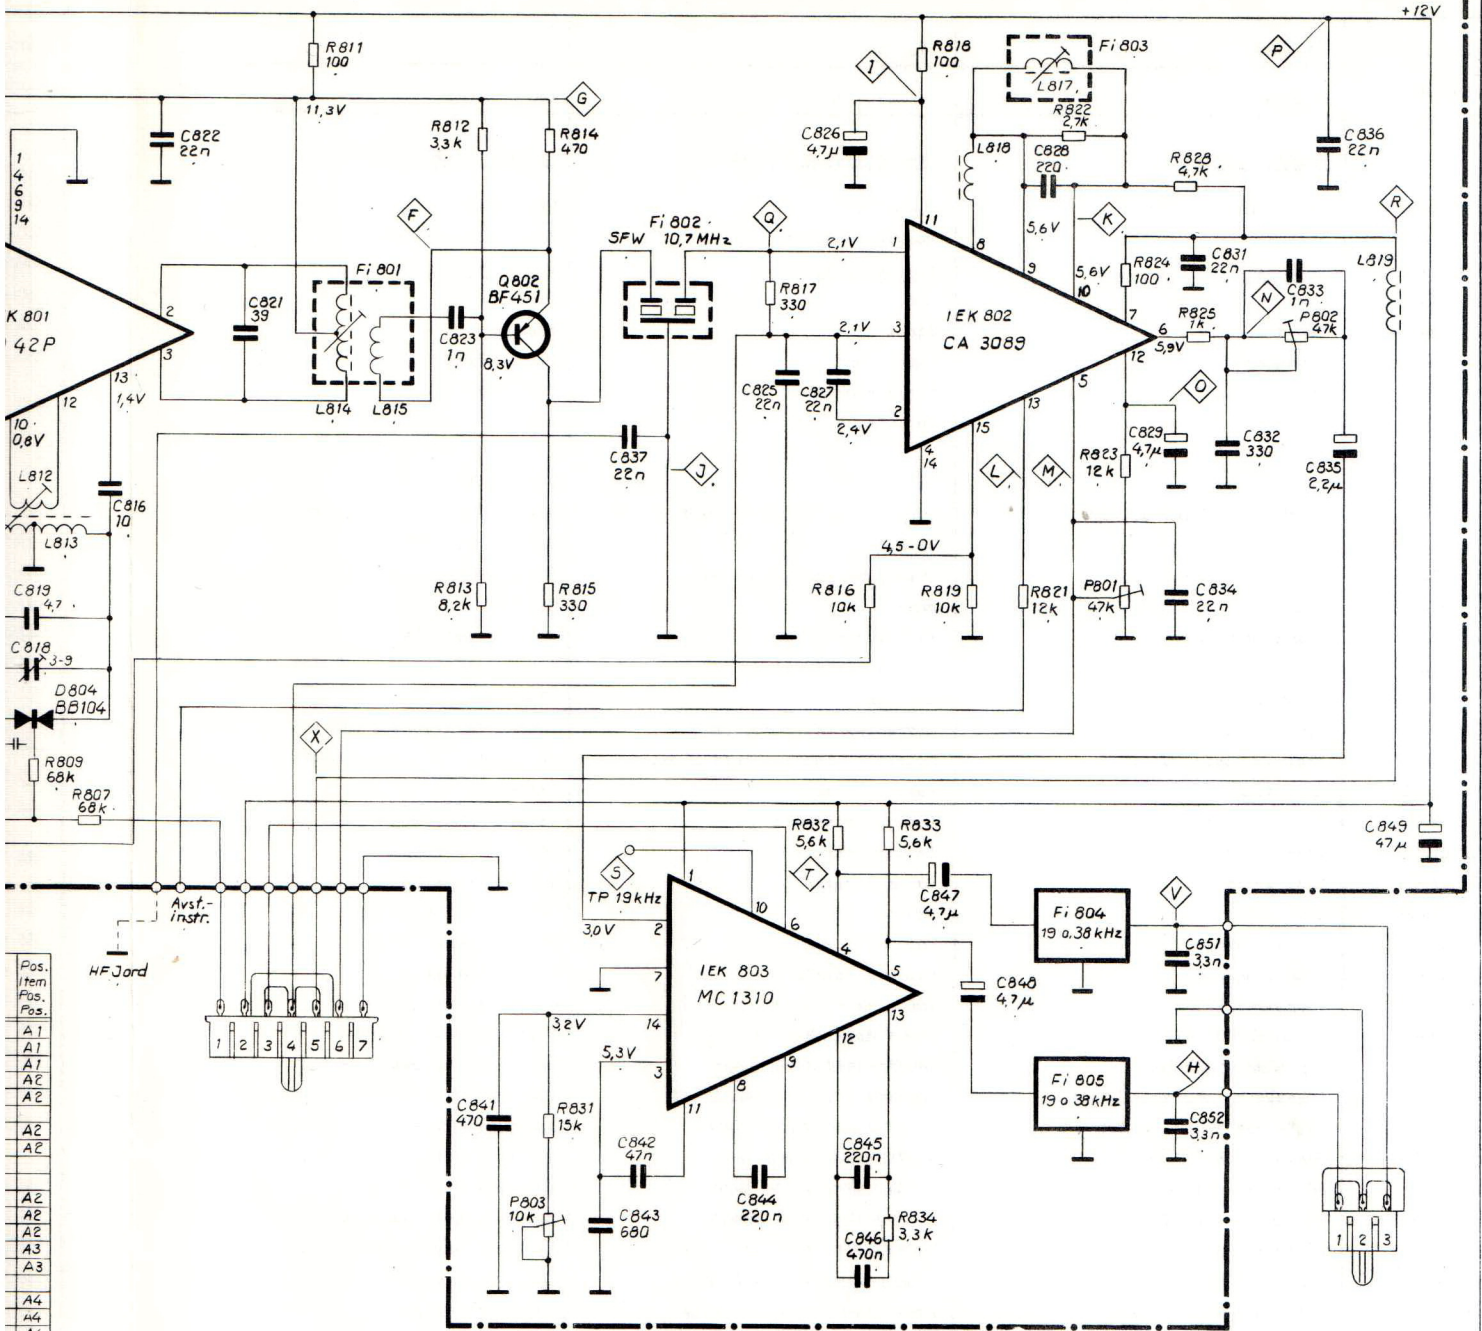 +12V
R811
100
R818
100
Fi 803
I
P
L817
11,3V
G
R822
2,7K
C822
22n
R812
3,3k
R814
470
C826
47µ
L818
C828
220
C836
22n
1
4
6
9
14
R828
4,7K
F
Fi 802
SFW 10,7MHz
Q
11
K
R
2,1V
1
8
5,6V
Fi 801
Q802
BF451
R817
330
9
5,6V
10
R824
100
C831
22n
L819
2
C821
39
C833
1n
K 801
42P
IEK 802
CA 3089
7
N
R825
1k
P802
47k
C823
1n
2,1V
3
6
5,9V
3
8,3V
12
13
1,4V
12
L814
L815
C825
22n
C827
22n
5
O
10
0,8V
2,4V
2
13
C829
4,7µ
C832
330
15
L812
C837
22n
J
4
14
L
M
R823
12k
C835
2,2µ
C816
10
L813
4,5-0V
C819
4,7
R813
8,2k
R815
330
R816
10k
R819
10k
R821
12k
P801
47k
C834
22n
C818
3-9
D804
BB104
X
R809
68k
R807
68k
R832
5,6k
R833
5,6k
C849
47µ
S
T
TP 19kHz
1
C847
4,7µ
V
Avst.-
instr.
10
Fi 804
19 o.38kHz
3,0V
2
6
4
C851
3,3n
HF Jord
Pos.
Item
Pos.
Pos.
7
IEK 803
MC1310
5
C848
4,7µ
A1
3,2V
14
13
A1
1 2 3 4 5 6 7
5,3V
12
H
A1
3
9
Fi 805
19 o 38kHz
A2
8
A2
C841
470
R831
15k
11
C852
3,3n
A2
C842
47n
C845
220n
A2
A2
P803
10k
C843
680
C844
220n
R834
3,3k
A2
A2
C846
470n
1 2 3
A3
A3
A4
A4